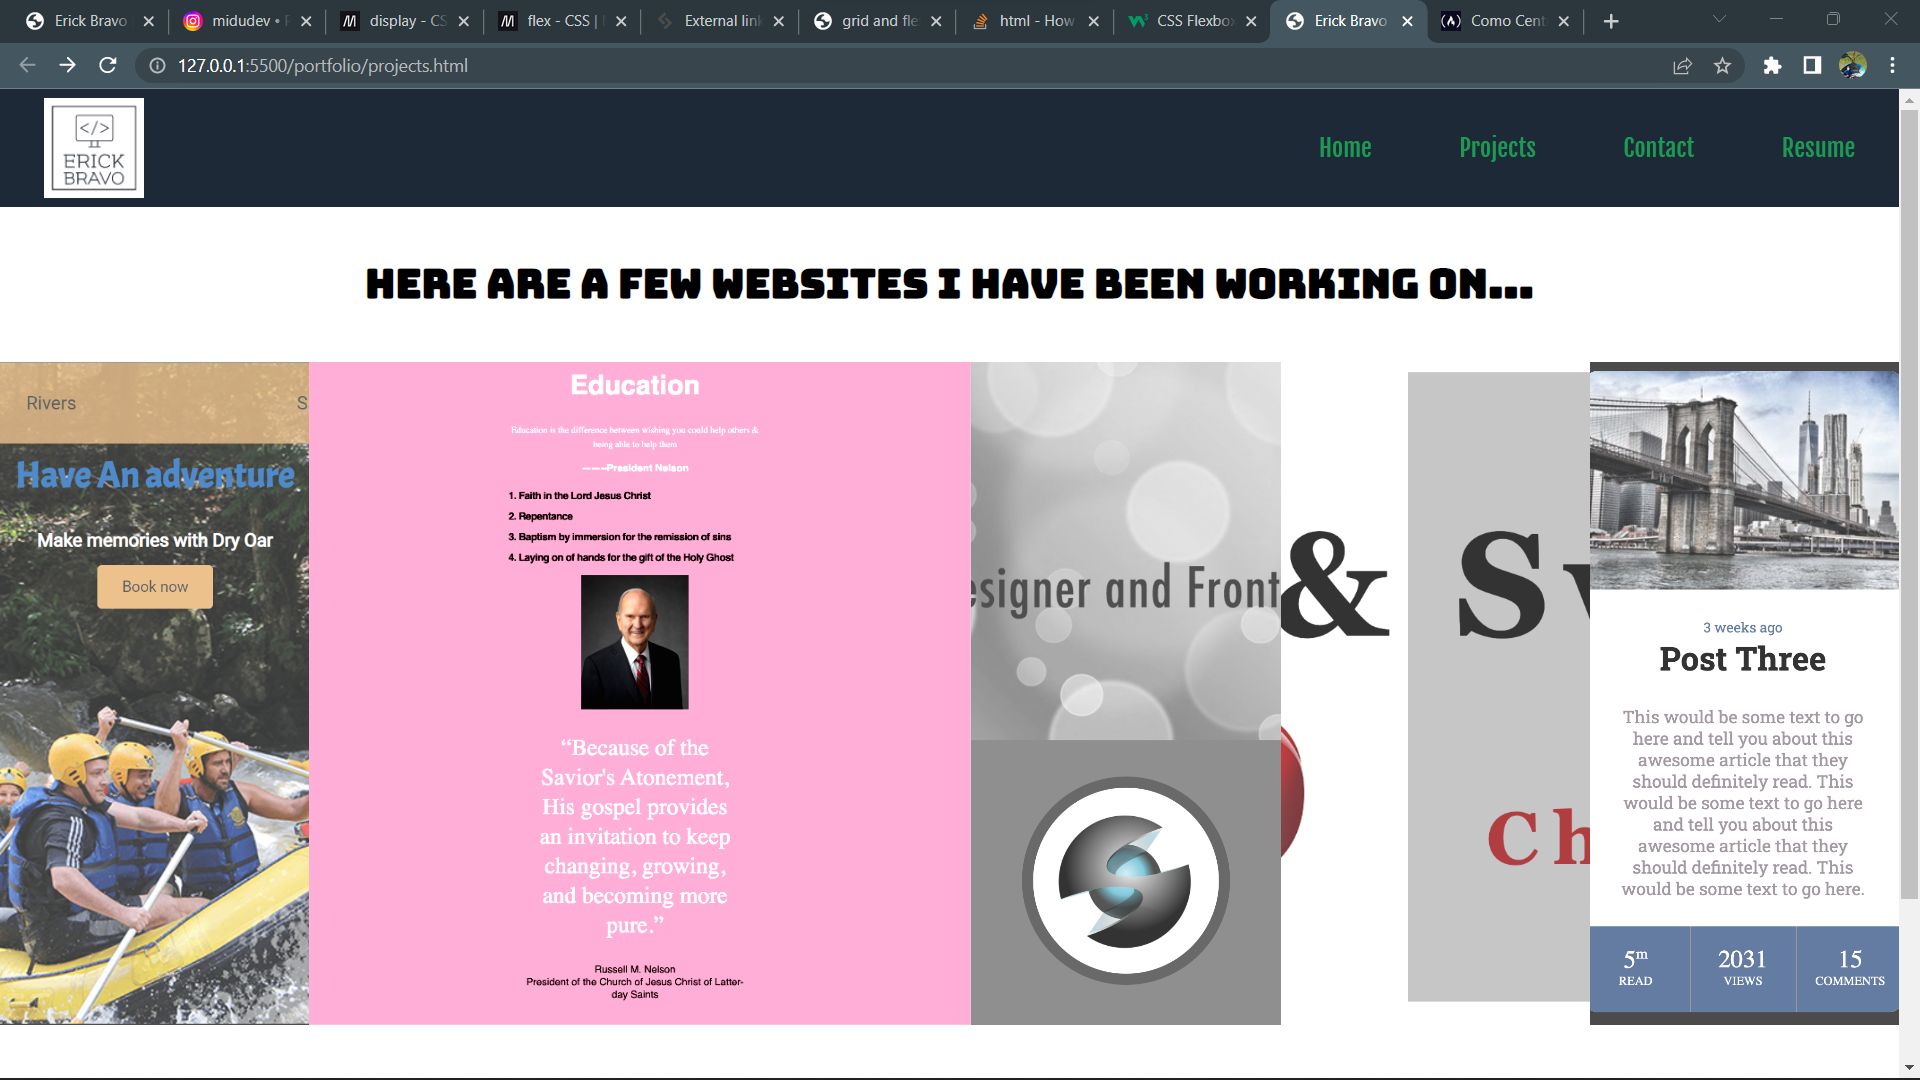 Erick Bravo
midudev • P
display - CS
flex - CSS |
External lin
grid and fle
html - How
CSS Flexbo
Erick Bravo
Como Cent
127.0.0.1:5500/portfolio/projects.html
</>
ERICK
BRAVO
Home
Projects
Contact
Resume
HERE ARE A FEW WEBSITES I HAVE BEEN WORKING ON...
Rivers
S
Have An adventure
Make memories with Dry Oar
Book now
Education
Education is the difference between wishing you could help others &
being able to help them
~~~President Nelson
1. Faith in the Lord Jesus Christ
2. Repentance
3. Baptism by immersion for the remission of sins
4. Laying on of hands for the gift of the Holy Ghost
“Because of the
Savior's Atonement,
His gospel provides
an invitation to keep
changing, growing,
and becoming more
pure.”
Russell M. Nelson
President of the Church of Jesus Christ of Latter-
day Saints
esigner and Front
& S
Ch
3 weeks ago
Post Three
This would be some text to go
here and tell you about this
awesome article that they
should definitely read. This
would be some text to go here
and tell you about this
awesome article that they
should definitely read. This
would be some text to go here.
5m
READ
2031
VIEWS
15
COMMENTS